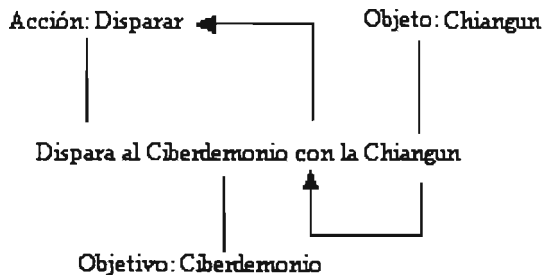 Acción: Disparar
Objeto: Chiangun
Dispara al Ciberdemonio con la Chiangun
Objetivo: Ciberdemonio